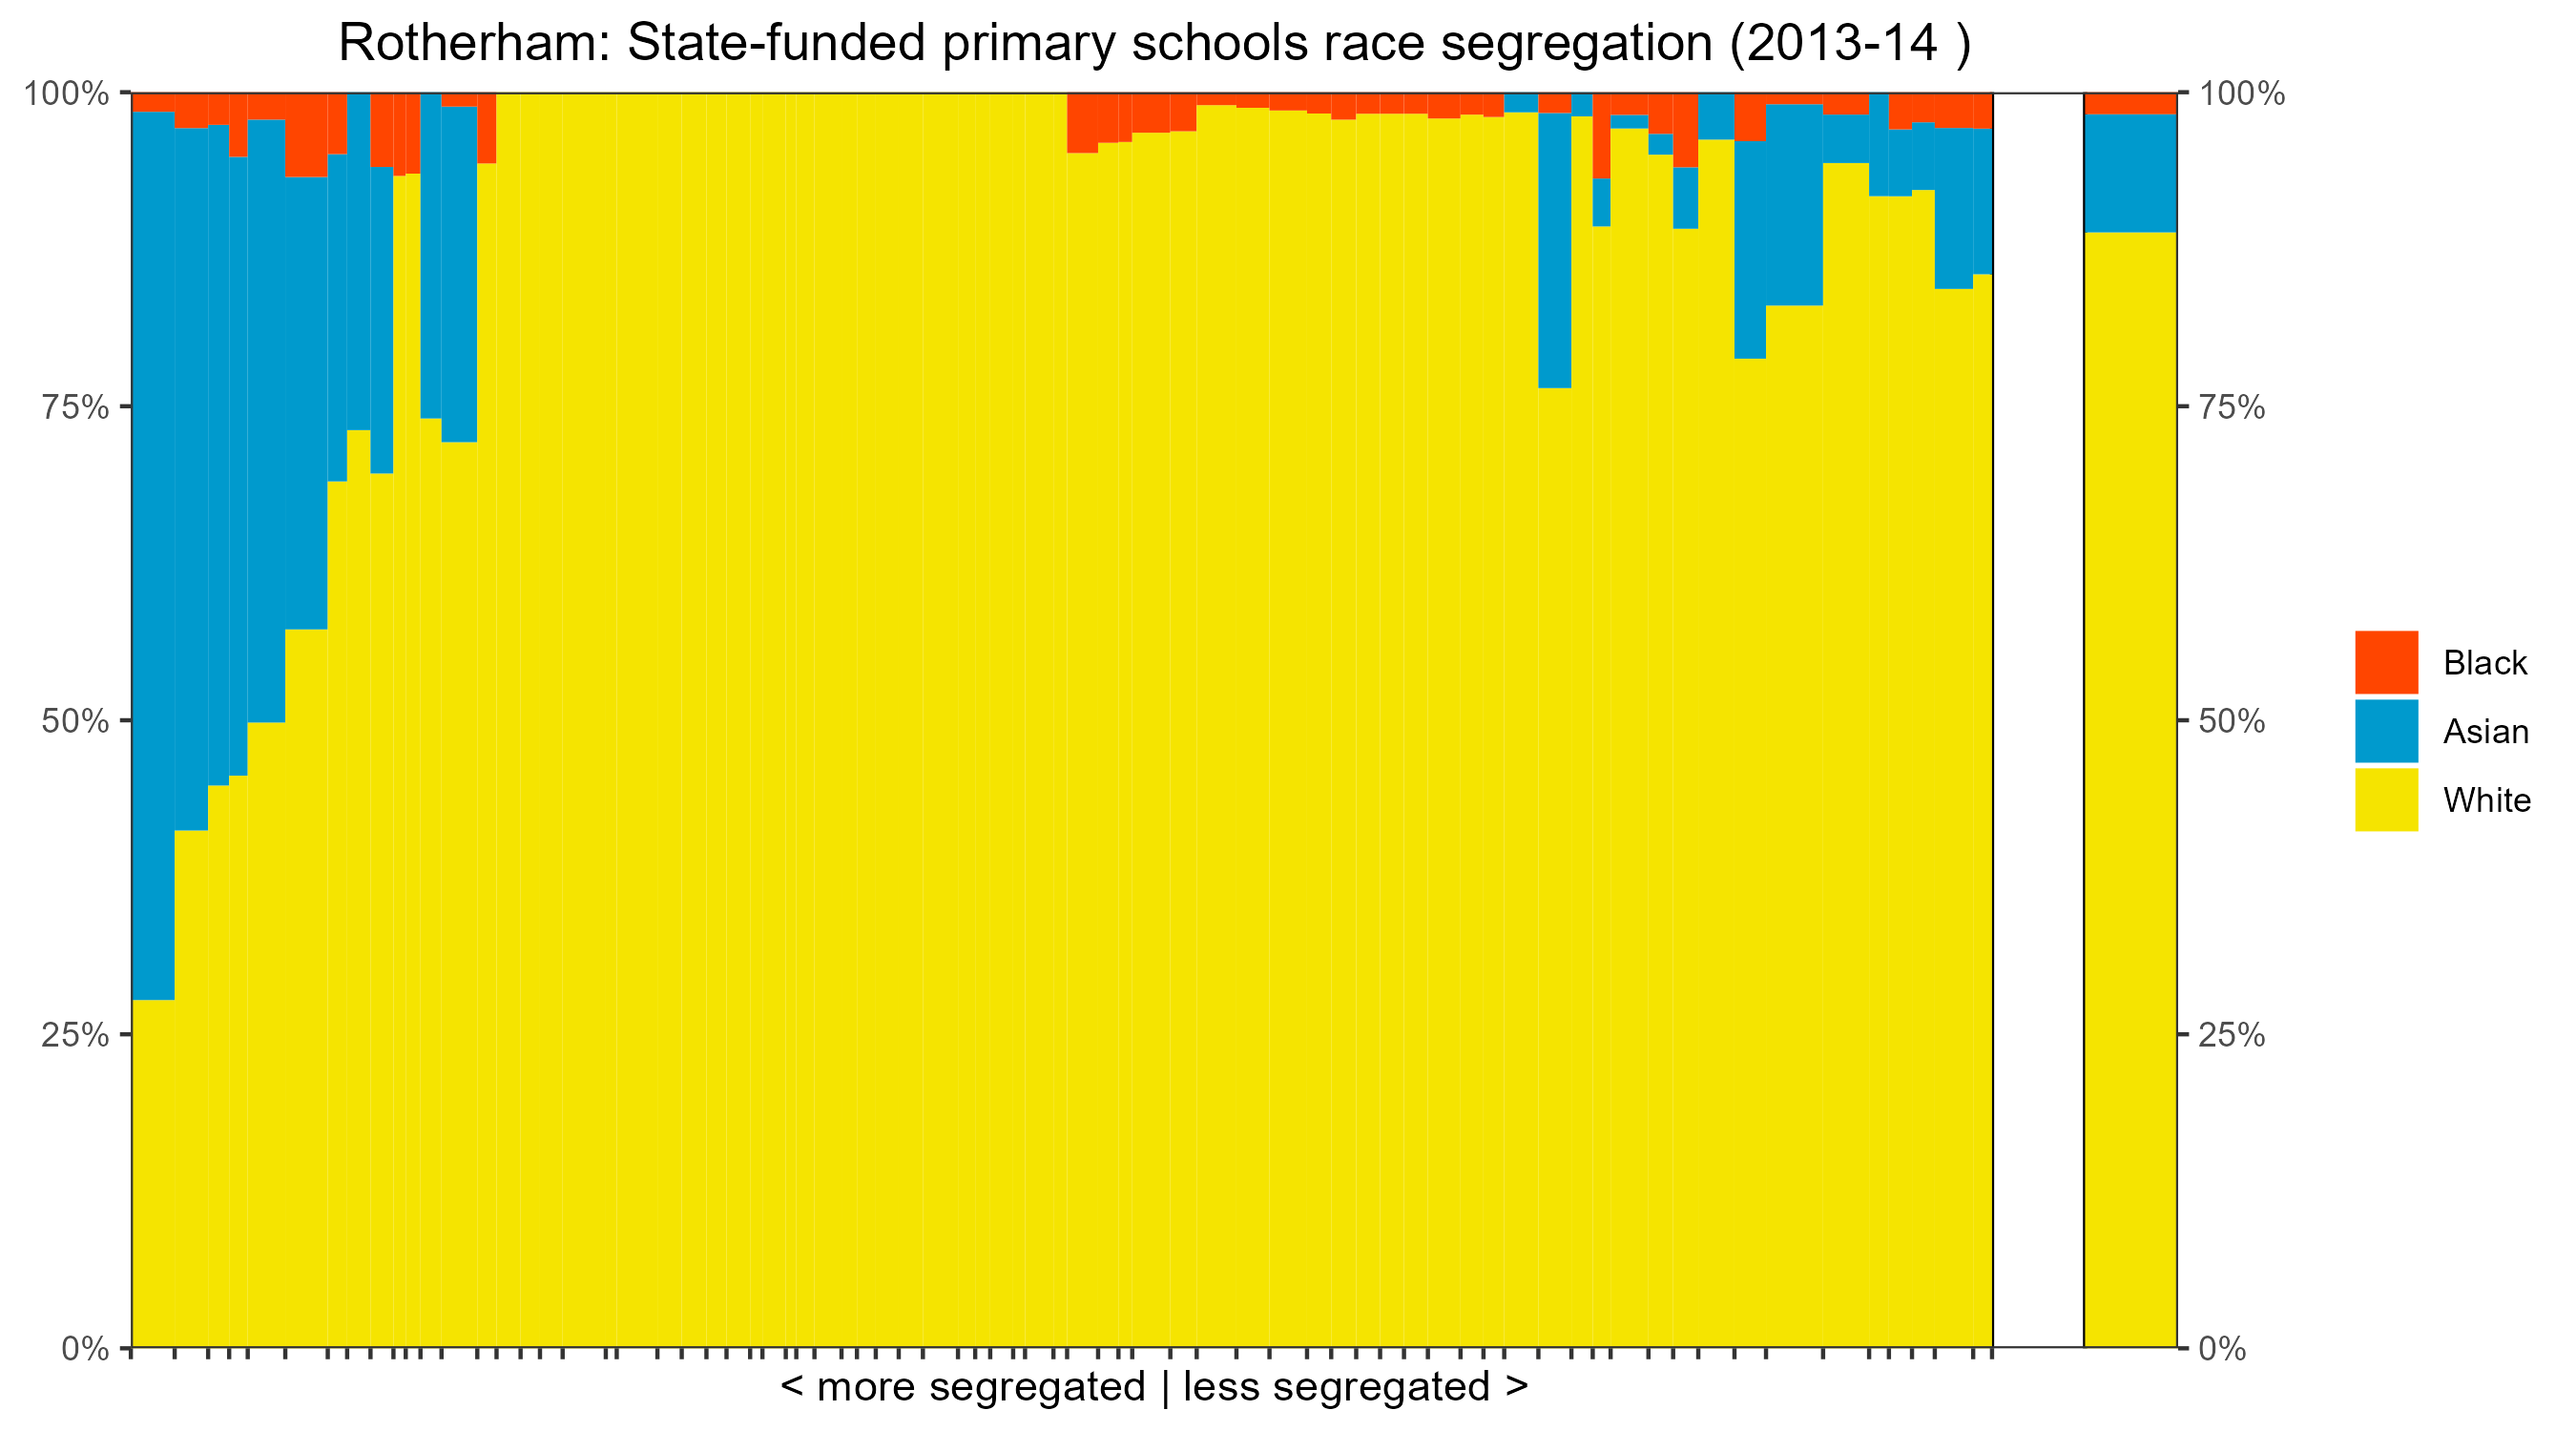 Rotherham: State-funded primary schools race segregation (2013-14 )
100%
75%
50%
25%
0%
100%
75%
50%
25%
0%
Black
Asian
White
< more segregated | less segregated >